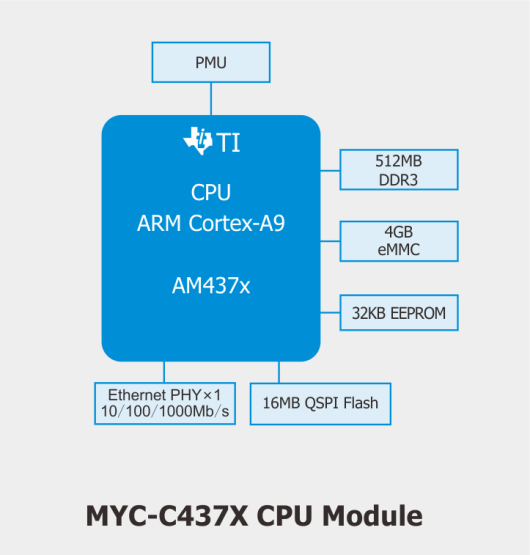 PMU
TI
CPU
ARM Cortex-A9
AM437x
512MB
DDR3
4GB
eMMC
32KB EEPROM
Ethernet PHY×1
10/100/1000Mb/s
16MB QSPI Flash
MYC-C437X CPU Module